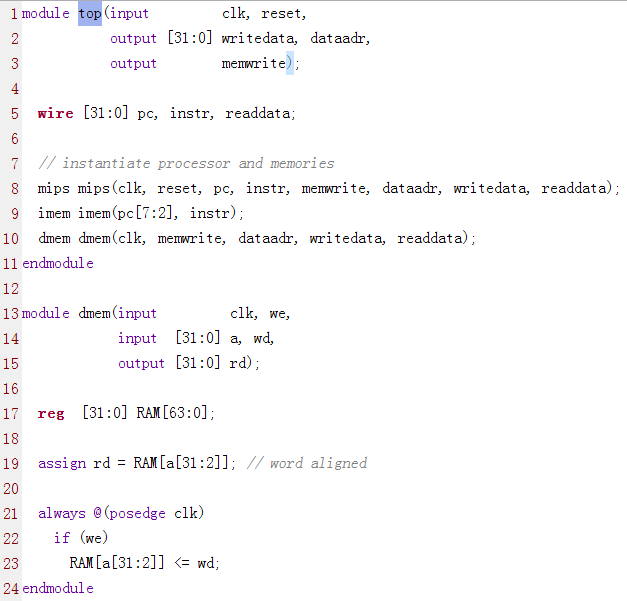 1 module top(input         clk, reset,
2            output [31:0] writedata, dataadr,
3            output        memwrite);
4
5   wire [31:0] pc, instr, readdata;
6
7   // instantiate processor and memories
8   mips mips(clk, reset, pc, instr, memwrite, dataadr, writedata, readdata);
9   imem imem(pc[7:2], instr);
10   dmem dmem(clk, memwrite, dataadr, writedata, readdata);
11 endmodule
12
13 module dmem(input         clk, we,
14             input  [31:0] a, wd,
15             output [31:0] rd);
16
17   reg  [31:0] RAM[63:0];
18
19   assign rd = RAM[a[31:2]]; // word aligned
20
21   always @(posedge clk)
22     if (we)
23       RAM[a[31:2]] <= wd;
24 endmodule